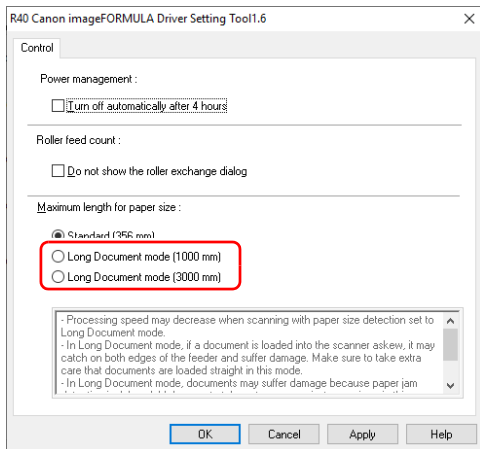 R40 Canon imageFORMULA Driver Setting Tool1.6
Control
Power management :
Turn off automatically after 4 hours
Roller feed count :
Do not show the roller exchange dialog
Maximum length for paper size :
Standard (356 mm)
Long Document mode (1000 mm)
Long Document mode (3000 mm)
- Processing speed may decrease when scanning with paper size detection set to
Long Document mode.
- In Long Document mode, if a document is loaded into the scanner askew, it may
catch on both edges of the feeder and suffer damage. Make sure to take extra
care that documents are loaded straight in this mode.
- In Long Document mode, documents may suffer damage because paper jam
OK
Cancel
Apply
Help